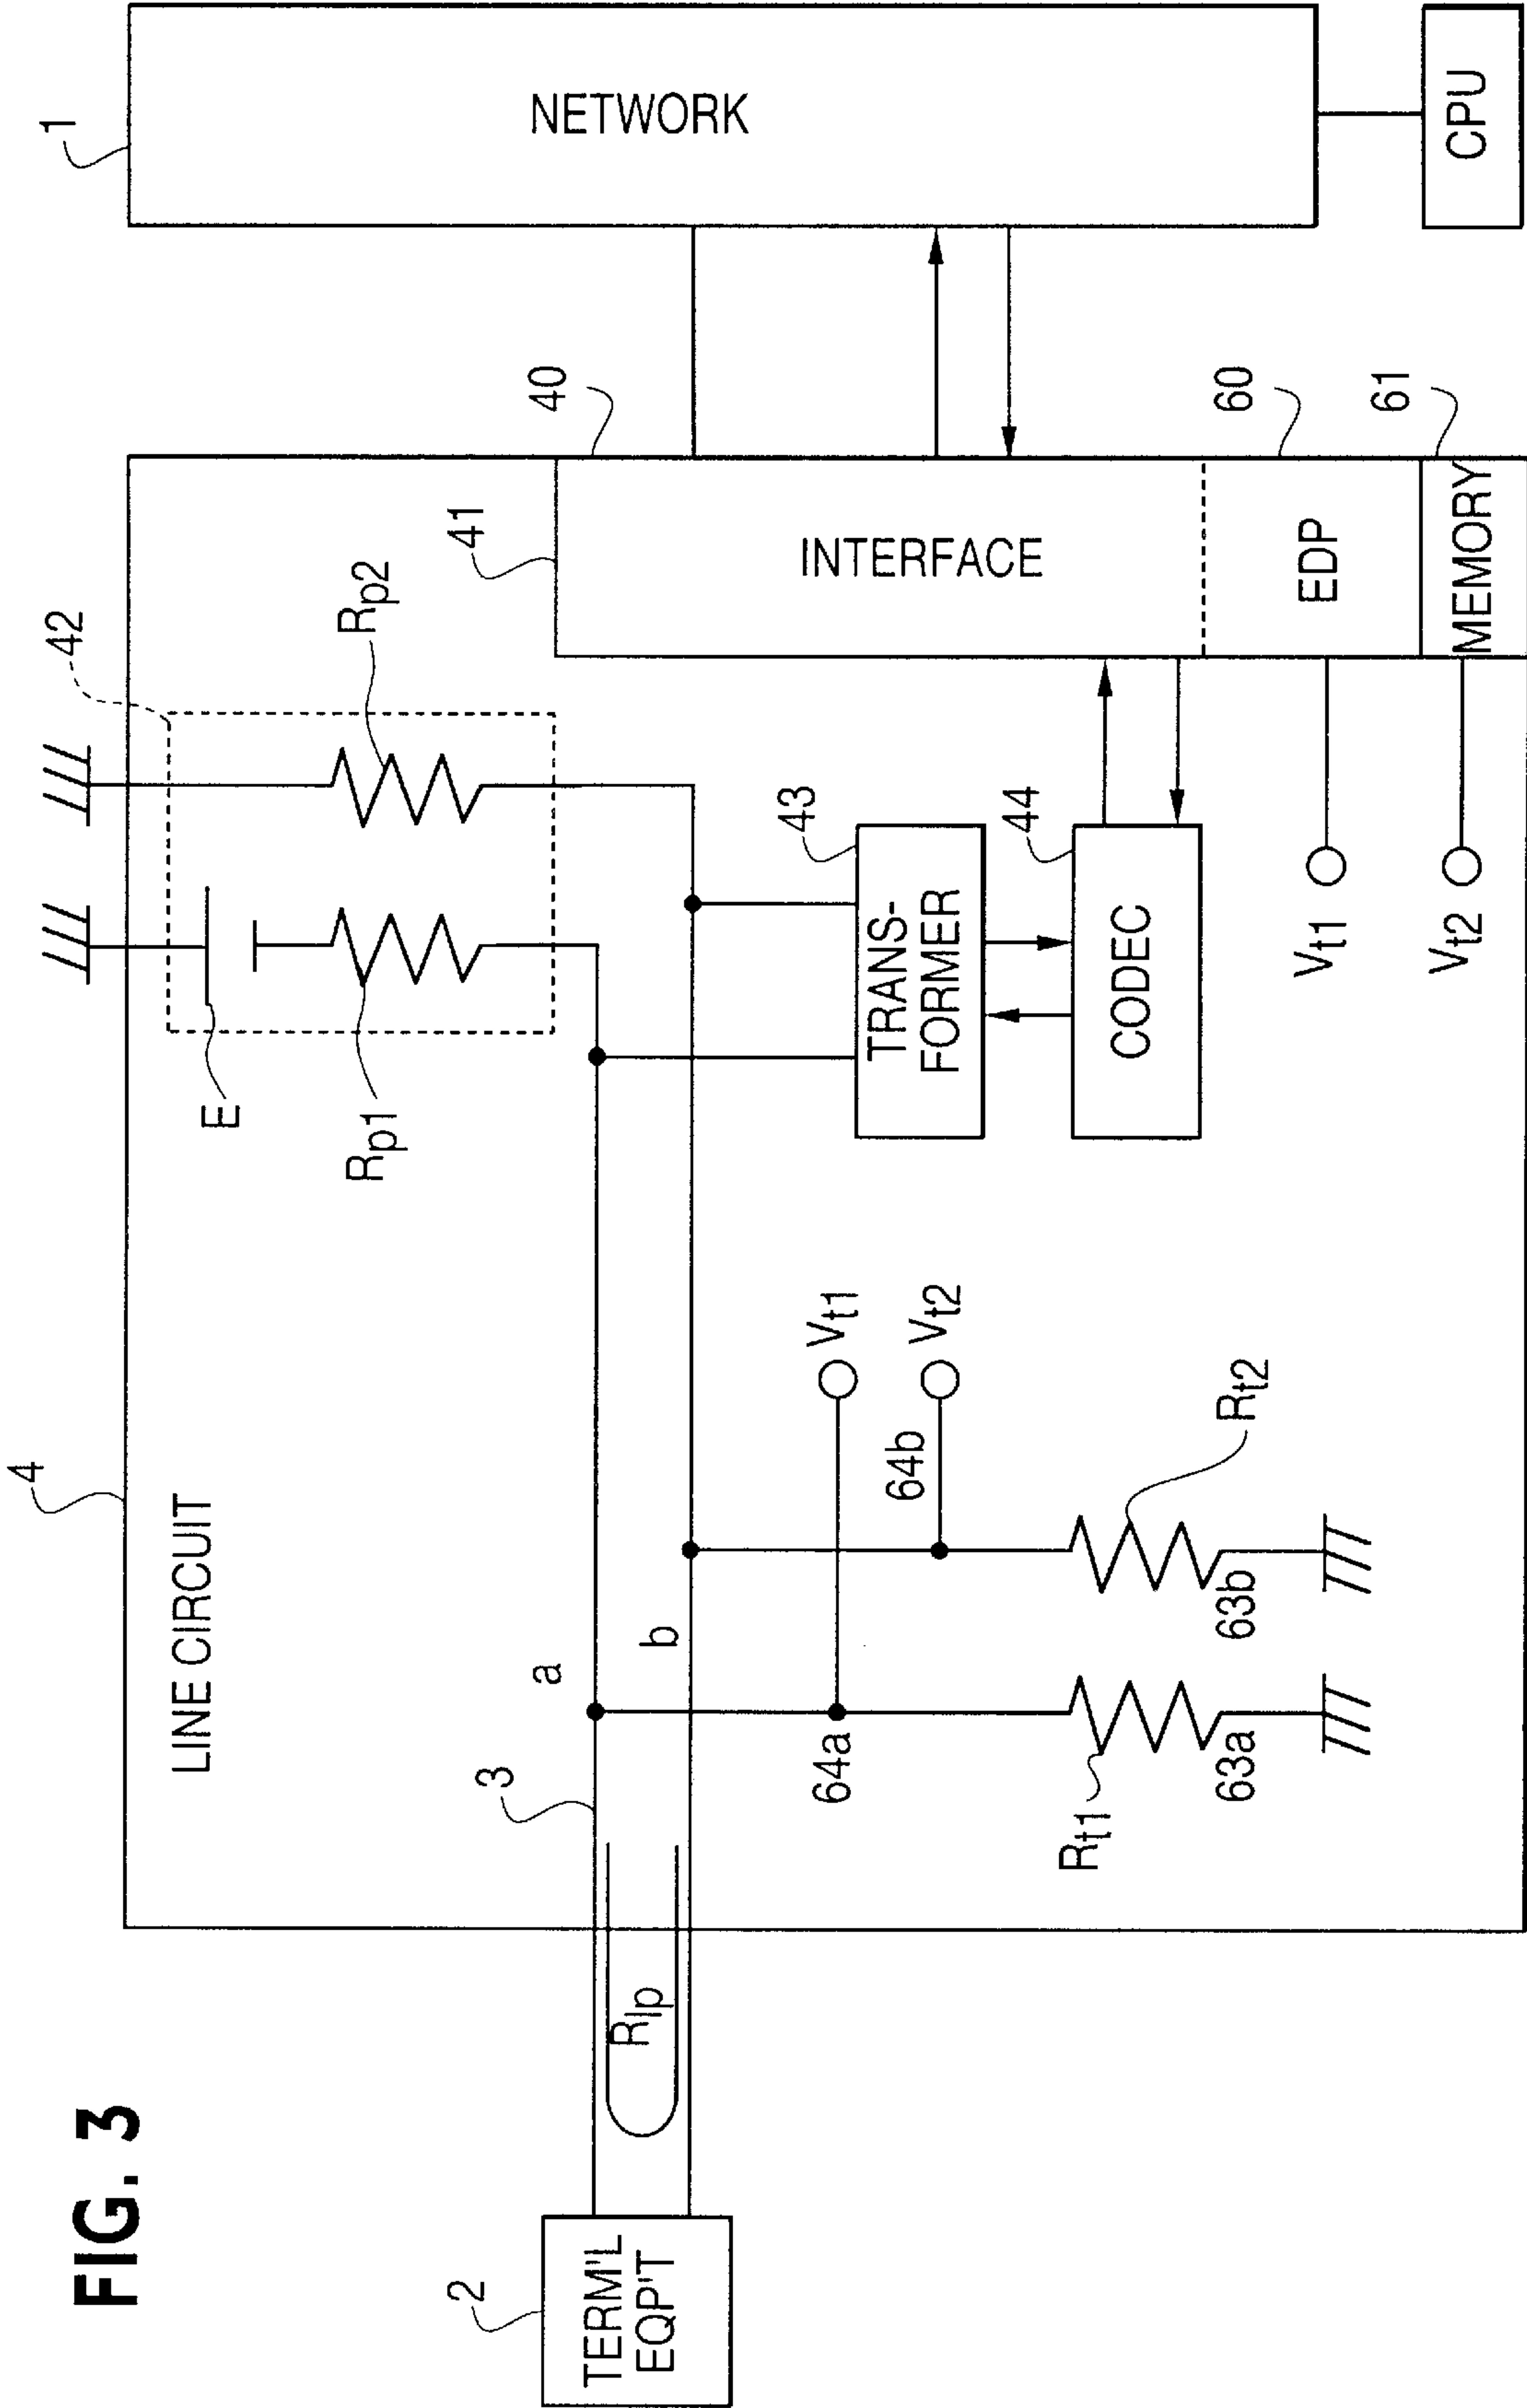 FIG. 3
4
LINE CIRCUIT
42
1
NETWORK
CPU
E
Rp1
Rp2
41
40
INTERFACE
60
EDP
61
MEMORY
2
TERM'L
EQP'T
3
Rlp
a
b
43
TRANS-
FORMER
44
CODEC
64a
Vt1
64b
Vt2
Rt1
63a
63b
Rt2
Vt1
Vt2